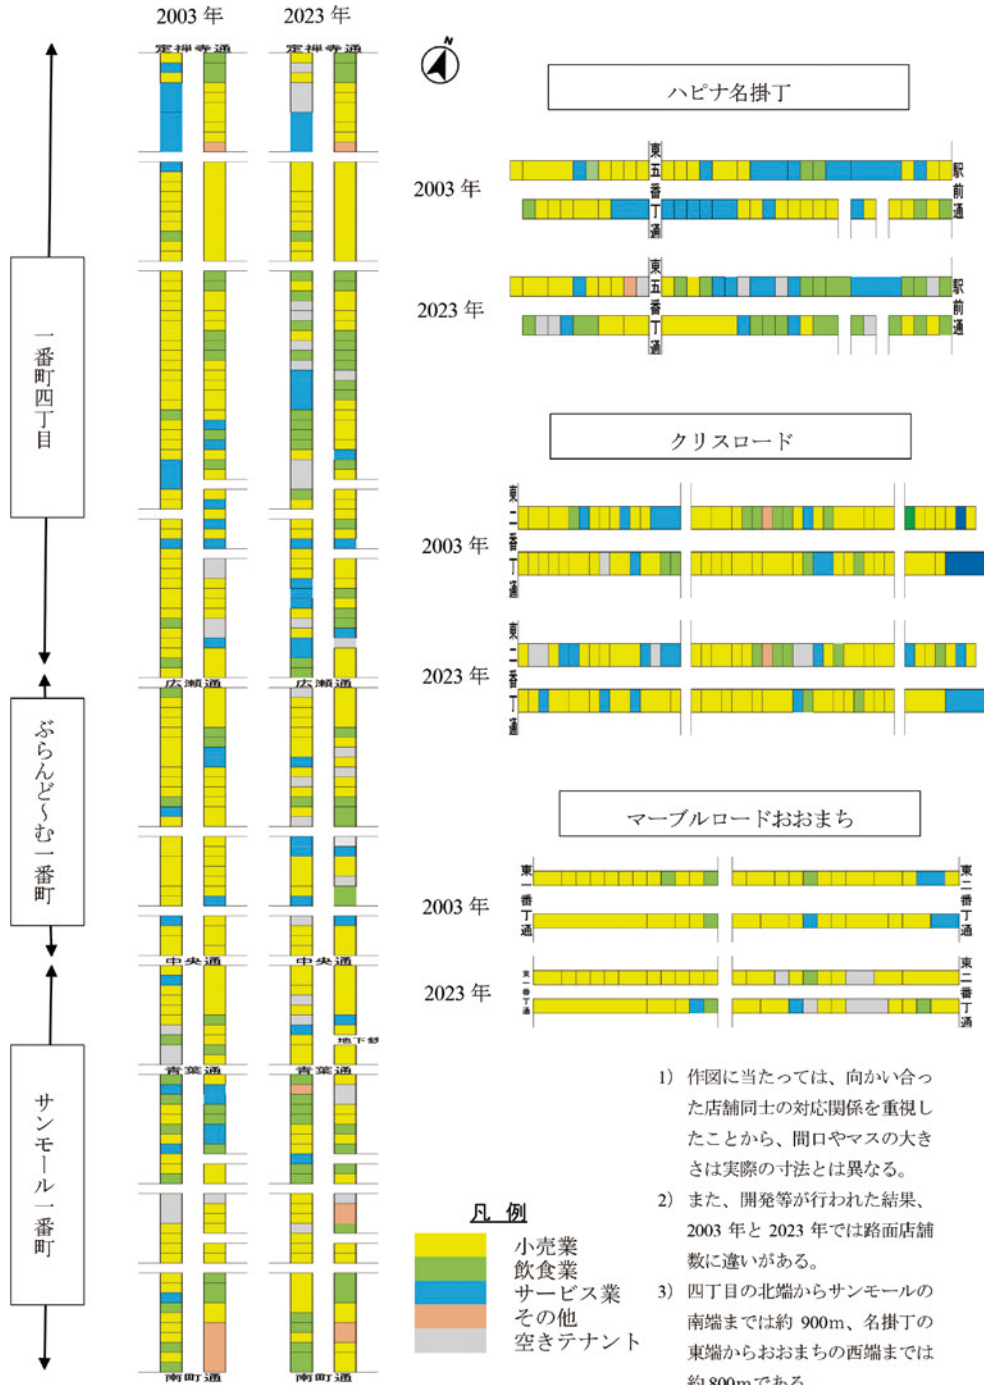 2003 年
2023 年
定禅寺通
定禅寺通
一番町四丁目
広瀬通
広瀬通
ぶらんど～む一番町
中央通
中央通
地下鉄
青葉通
青葉通
サンモール一番町
南町通
南町通
N
ハピナ名掛丁
2003 年
東五番丁通
駅前通
2023 年
東五番丁通
駅前通
クリスロード
2003 年
東二番丁通
2023 年
東二番丁通
マーブルロードおおまち
2003 年
東一番丁通
東二番丁通
2023 年
東一番丁通
東二番丁通
凡 例
小売業
飲食業
サービス業
その他
空きテナント
1) 作図に当たっては、向かい合っ
た店舗同士の対応関係を重視し
たことから、間口やマスの大き
さは実際の寸法とは異なる。
2) また、開発等が行われた結果、
2003 年と 2023 年では路面店舗
数に違いがある。
3) 四丁目の北端からサンモールの
南端までは約 900m、名掛丁の
東端からおおまちの西端までは
約800mである。